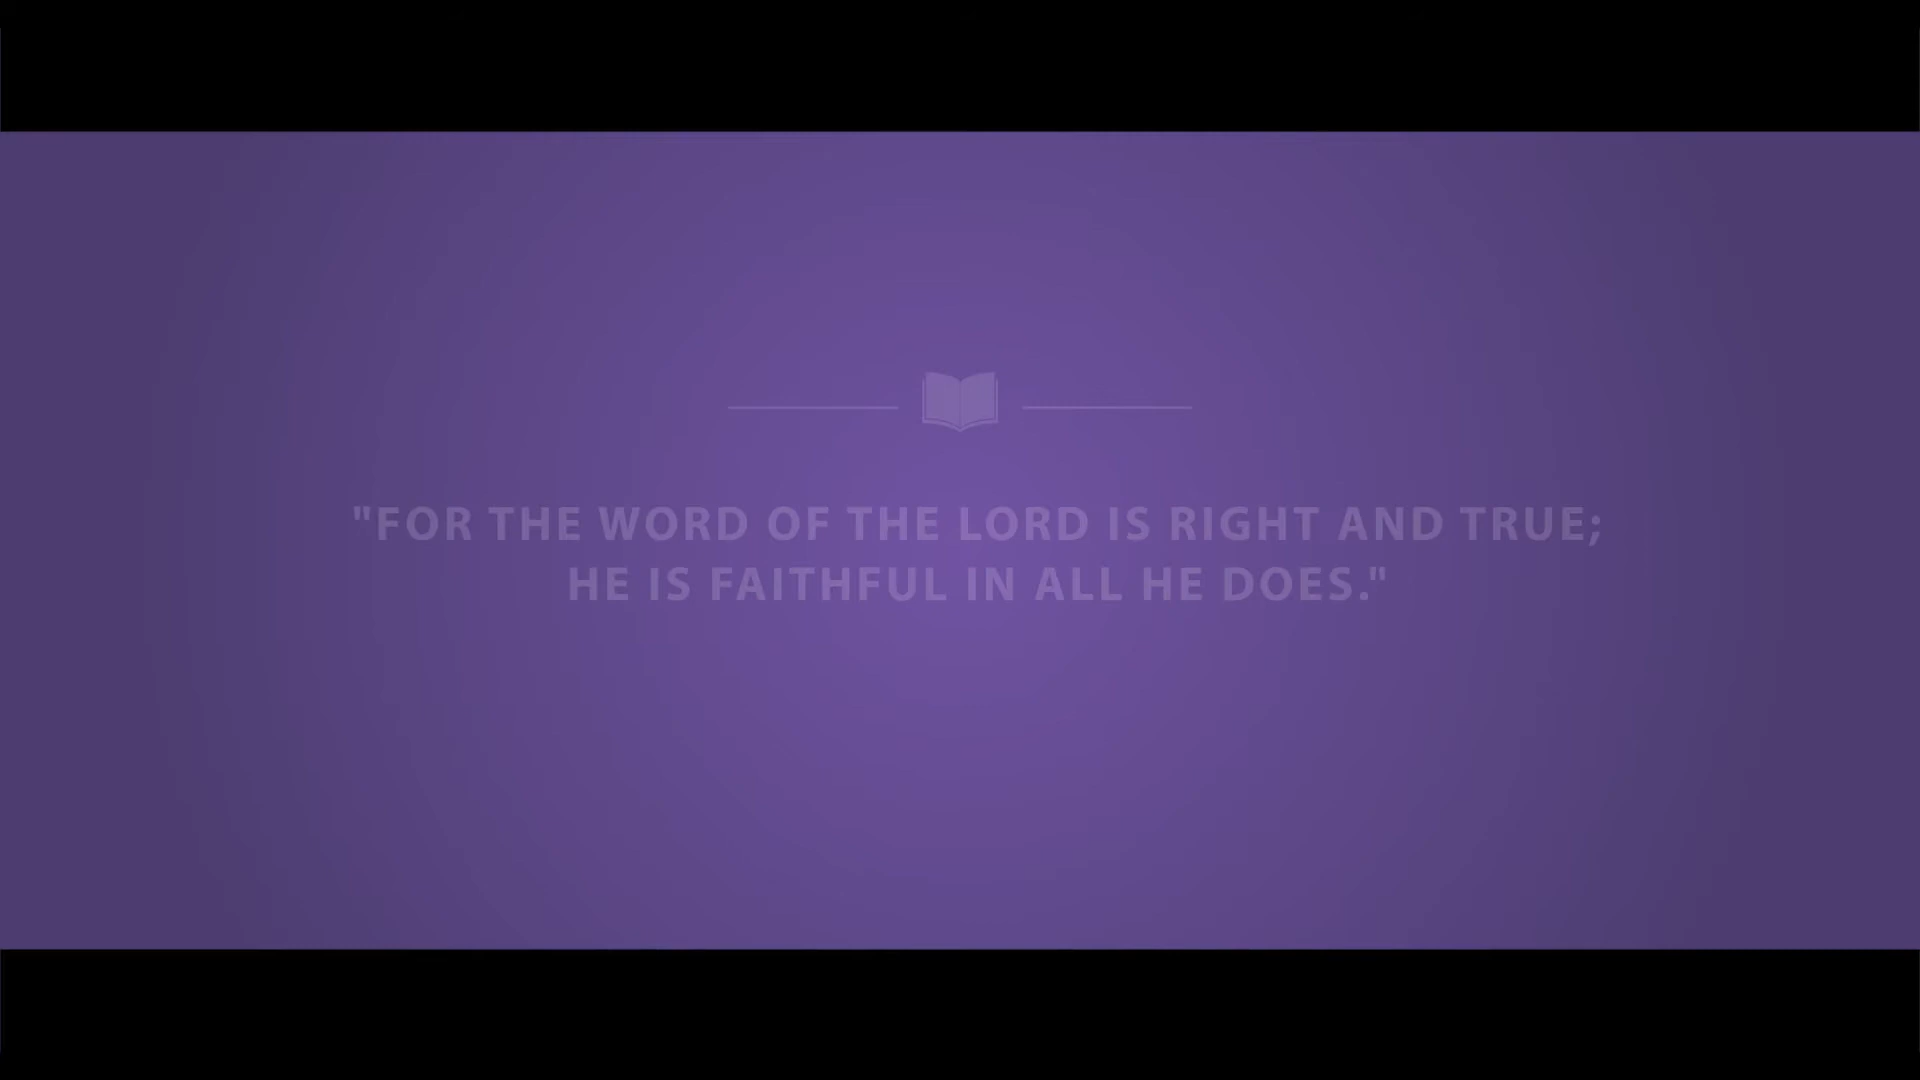 "FOR THE WORD OF THE LORD IS RIGHT AND TRUE;
HE IS FAITHFUL IN ALL HE DOES."